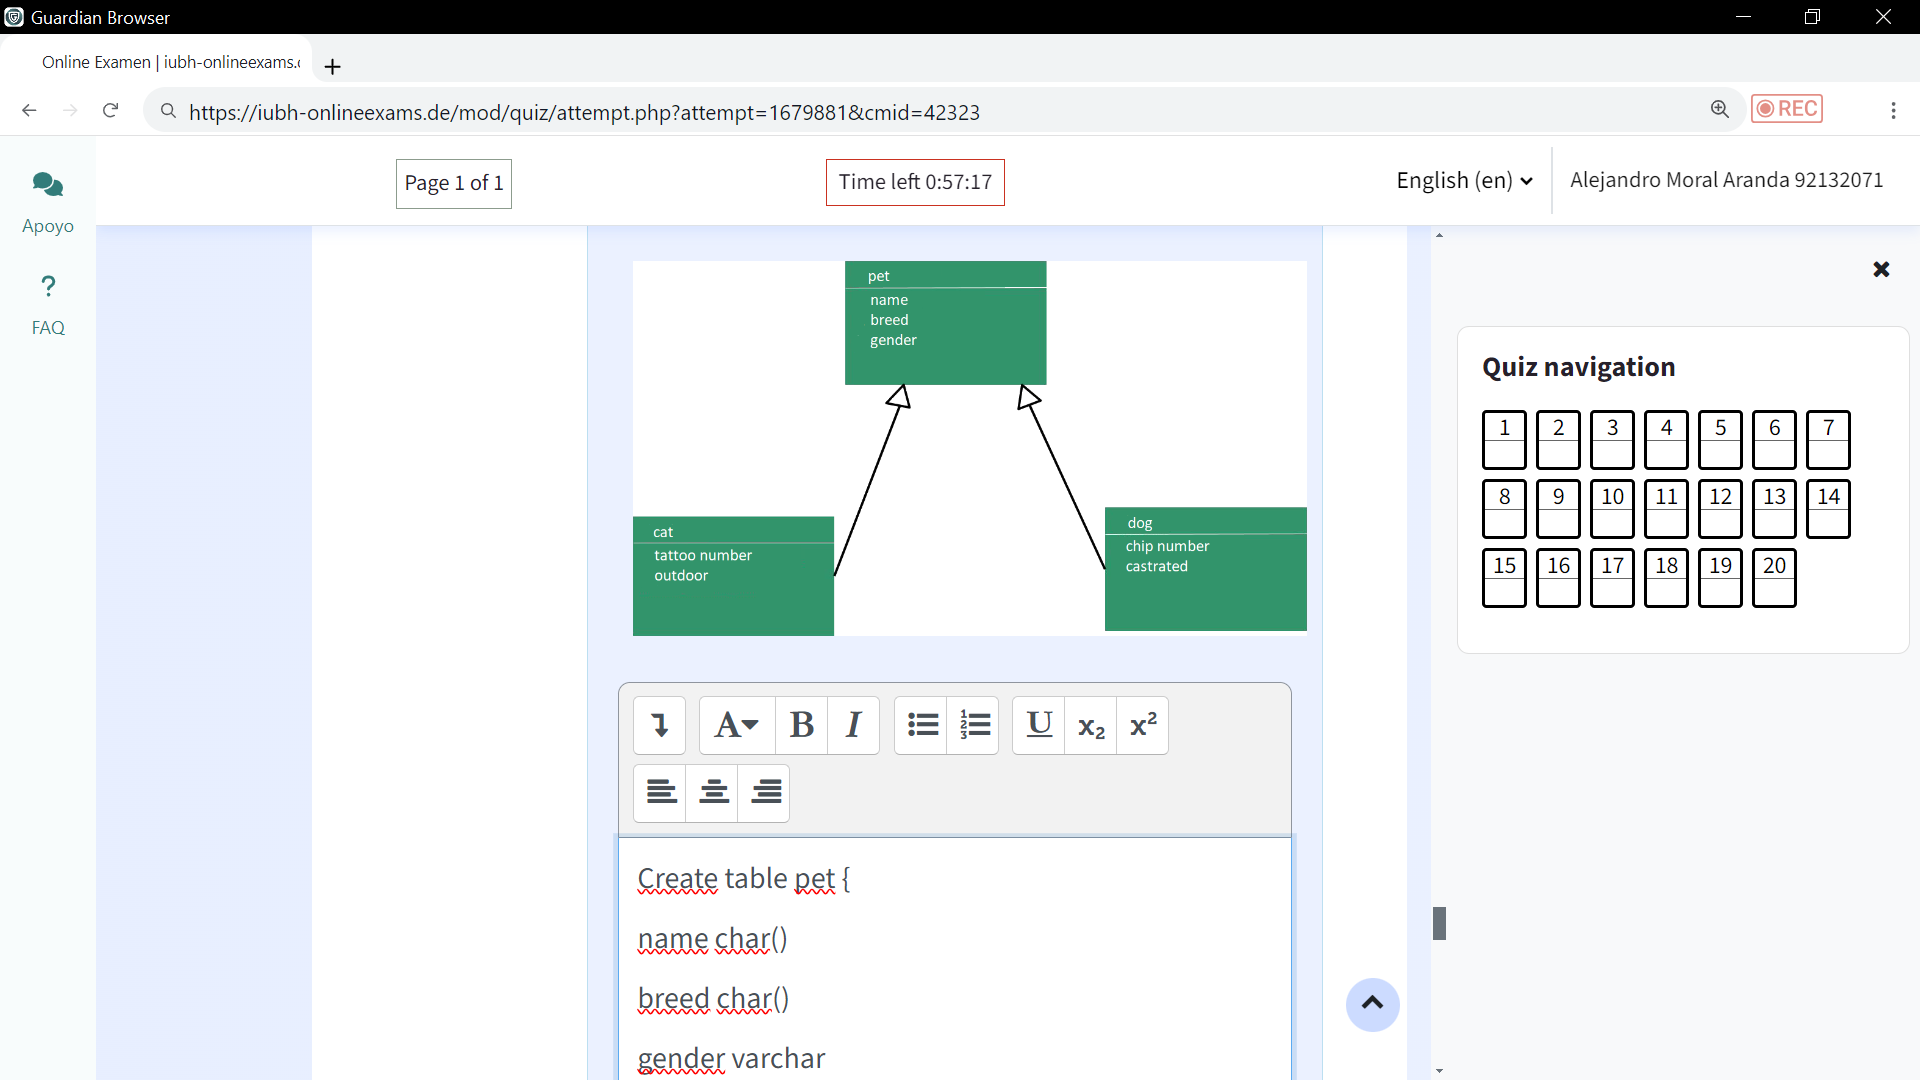 Guardian Browser
Online Examen | iubh-onlineexams.
https://iubh-onlineexams.de/mod/quiz/attempt.php?attempt=1679881&cmid=42323
REC
Page 1 of 1
Time left 0:57:17
English (en)
Alejandro Moral Aranda 92132071
Apoyo
?
FAQ
pet
name
breed
gender
cat
tattoo number
outdoor
dog
chip number
castrated
Quiz navigation
1 2 3 4 5 6 7
8 9 10 11 12 13 14
15 16 17 18 19 20
A B I U x₂ x²
Create table pet {
name char()
breed char()
gender varchar